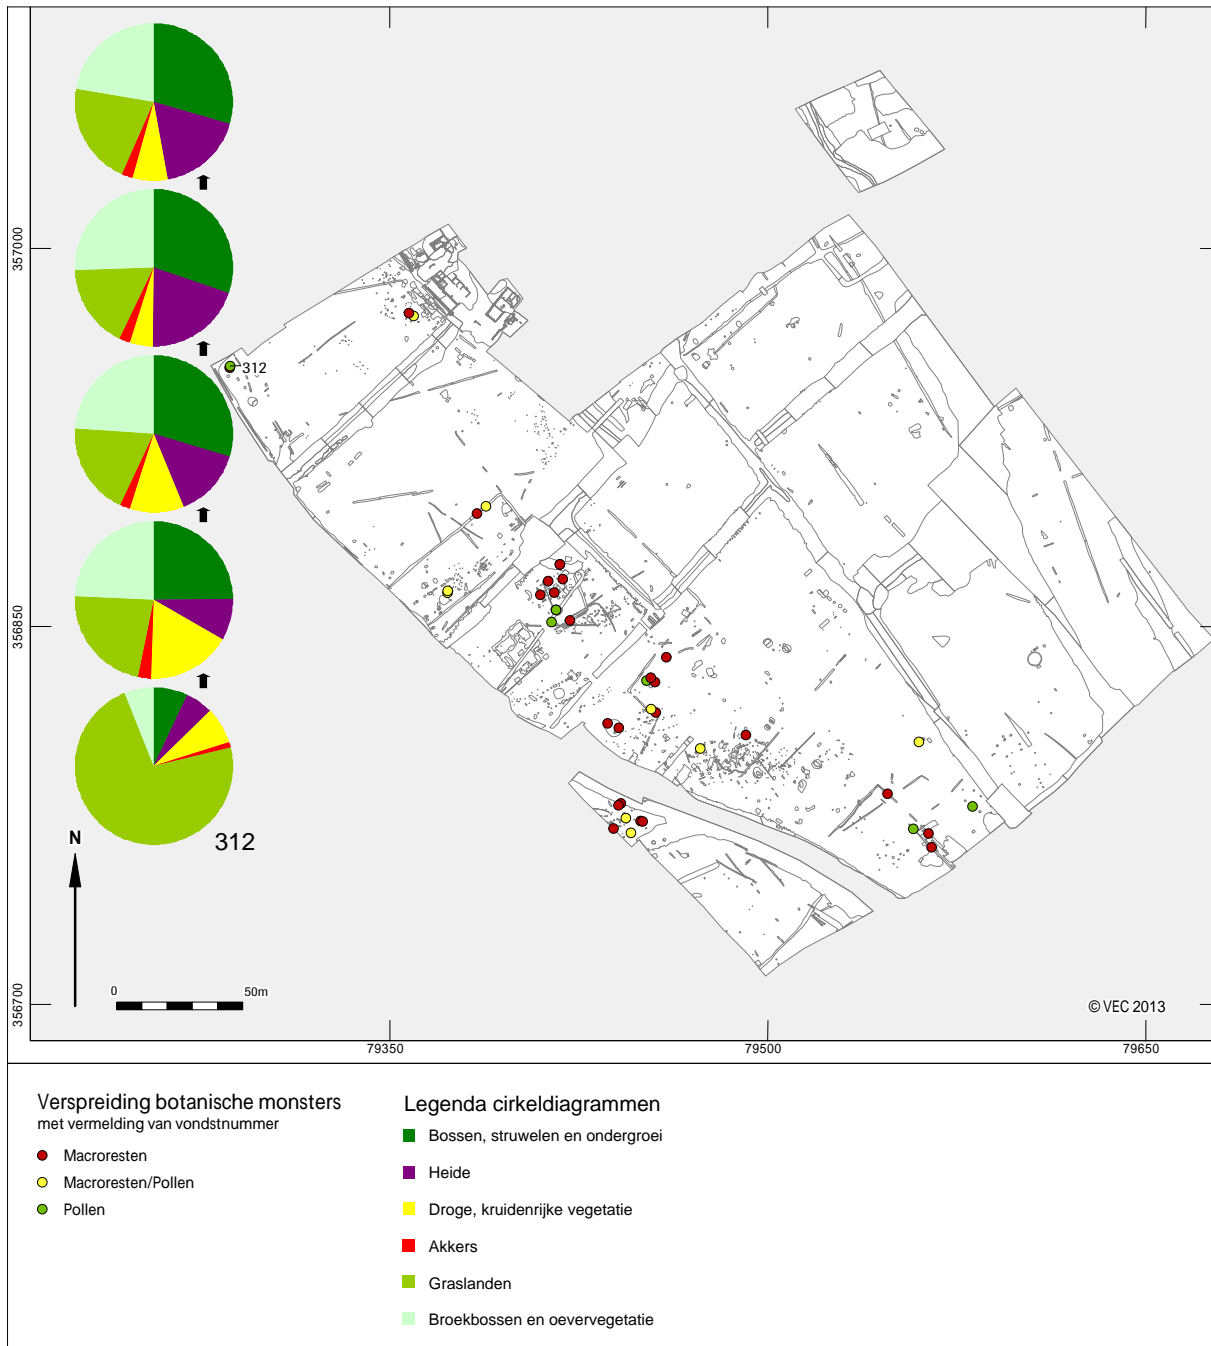 357000
356850
356700
312
312
N
0
50m
© VEC 2013
79350
79500
79650
Verspreiding botanische monsters
met vermelding van vondstnummer
Macroresten
Macroresten/Pollen
Pollen
Legenda cirkeldiagrammen
Bossen, struwelen en ondergroei
Heide
Droge, kruidenrijke vegetatie
Akkers
Graslanden
Broekbossen en oevervegetatie